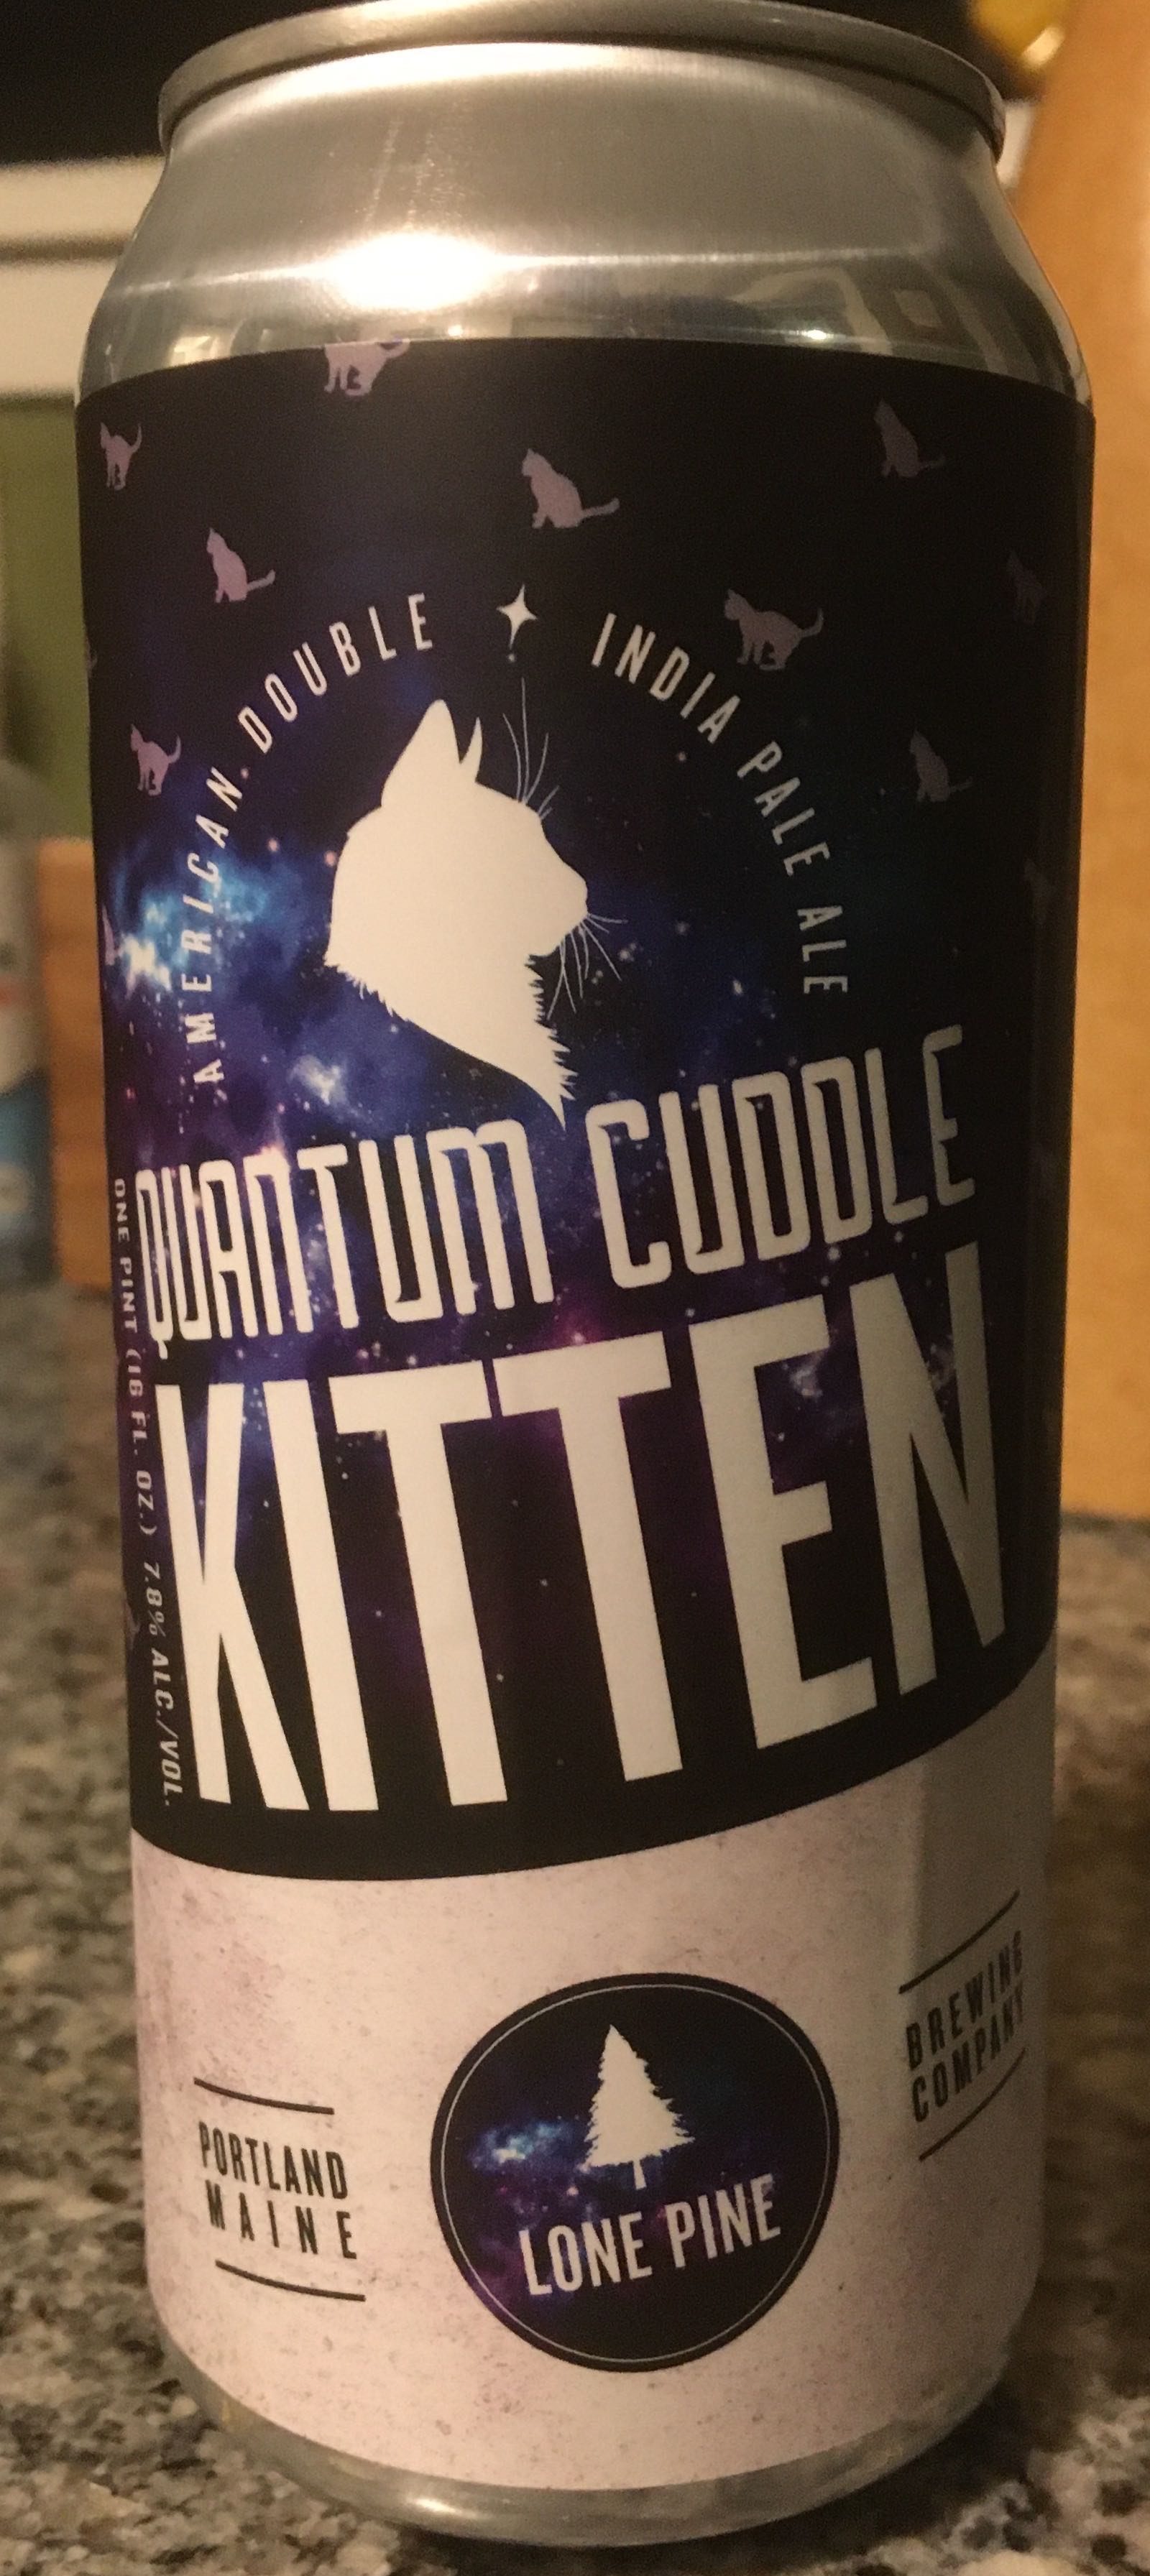 AMERICAN DOUBLE INDIA PALE ALE
QUANTUM CUDDLE
KITTEN
ONE PINT (16 FL. OZ.) 7.8% ALC./VOL.
PORTLAND
MAINE
LONE PINE
BREWING
COMPANY